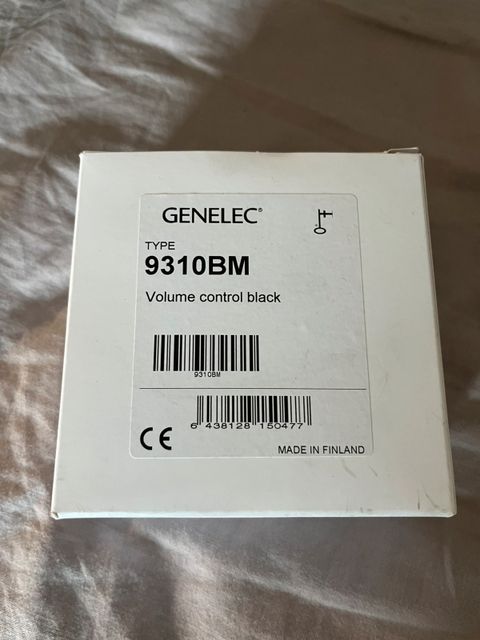 GENELEC®
TYPE
9310BM
Volume control black
9310BM
6 438128 150477
CE
MADE IN FINLAND